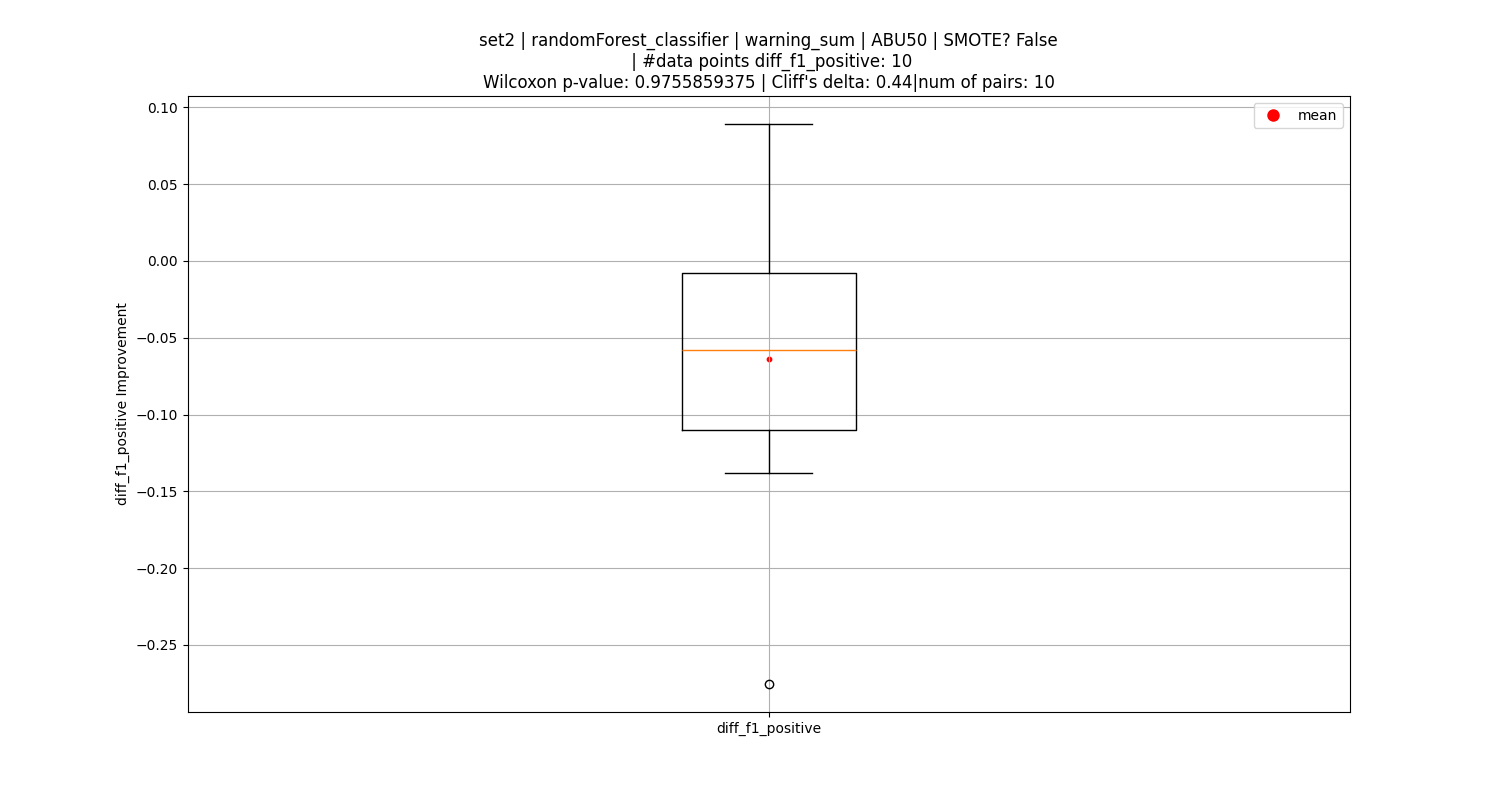 set2 | randomForest_classifier | warning_sum | ABU50 | SMOTE? False
| #data points diff_f1_positive: 10
Wilcoxon p-value: 0.9755859375 | Cliff's delta: 0.44|num of pairs: 10
mean
0.10
0.05
0.00
−0.05
−0.10
−0.15
−0.20
−0.25
diff_f1_positive Improvement
diff_f1_positive